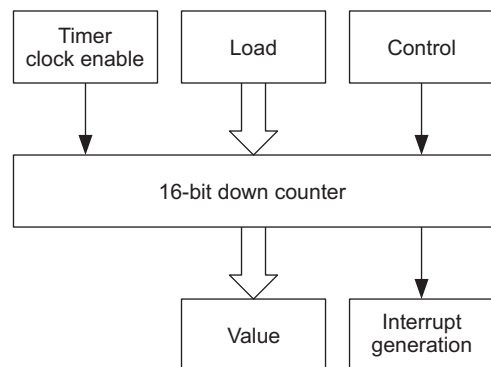 Timer
clock enable
Load
Control
16-bit down counter
Value
Interrupt
generation